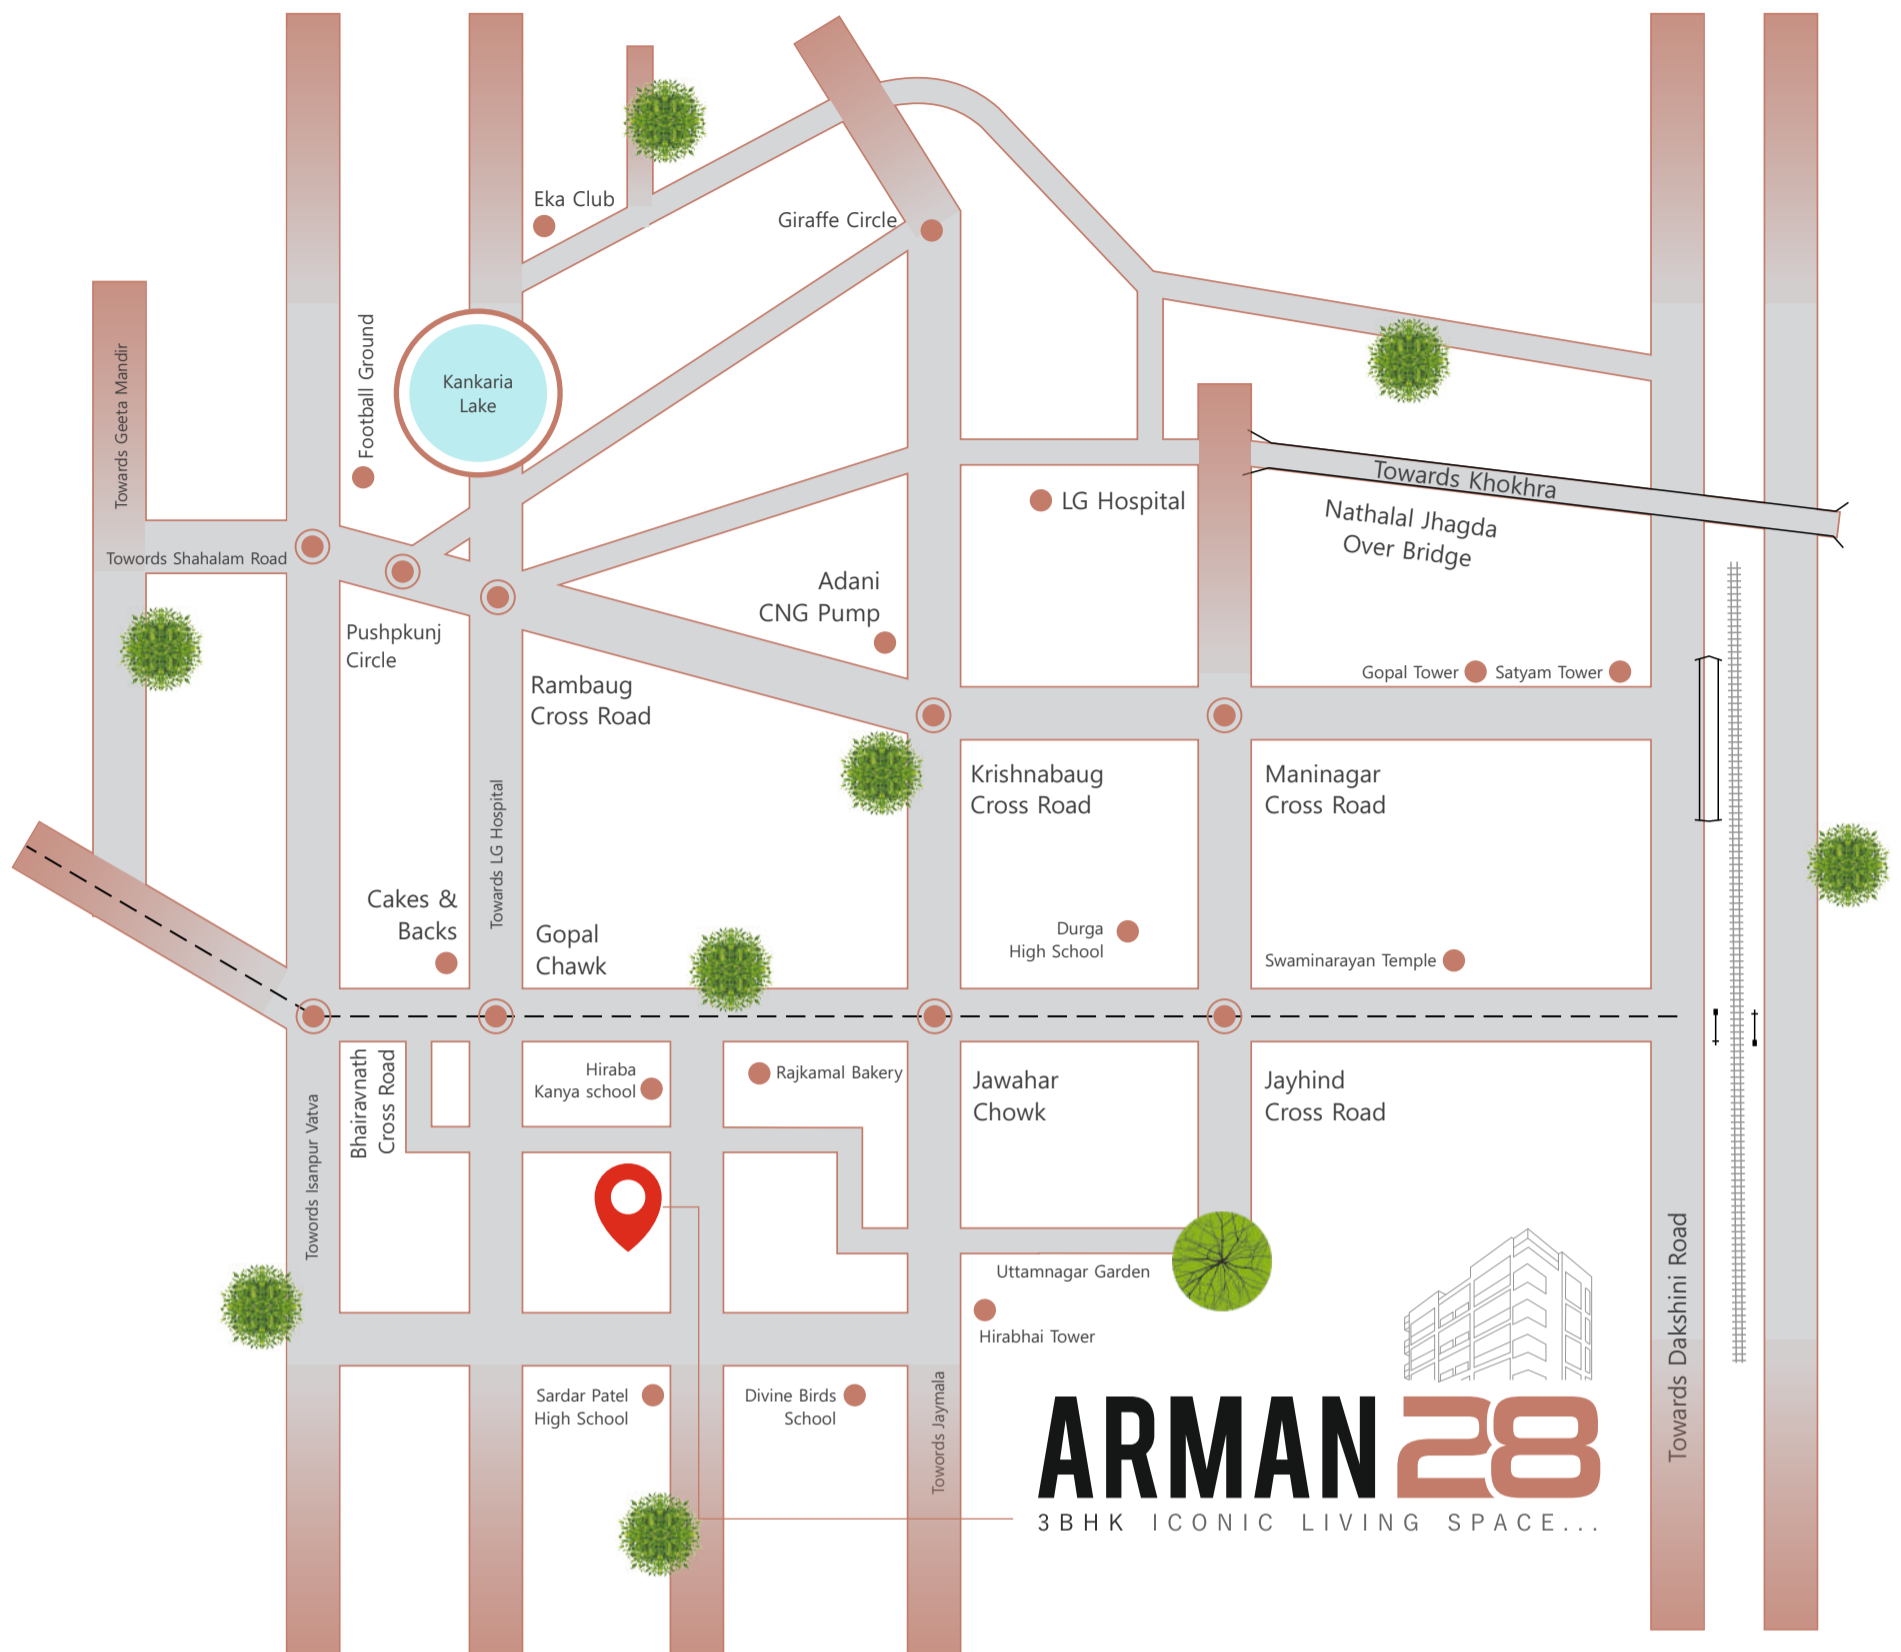 Eka Club
Giraffe Circle
Football Ground
Kankaria
Lake
Towards Geeta Mandir
Towards Khokhra
LG Hospital
Nathalal Jhagda
Over Bridge
Towords Shahalam Road
Adani
CNG Pump
Pushpkunj
Circle
Gopal Tower
Satyam Tower
Rambaug
Cross Road
Krishnabaug
Cross Road
Maninagar
Cross Road
Towards LG Hospital
Cakes &
Backs
Gopal
Chawk
Durga
High School
Swaminarayan Temple
Bhairavnath
Cross Road
Hiraba
Kanya school
Rajkamal Bakery
Jawahar
Chowk
Jayhind
Cross Road
Towords Isanpur Vatva
Uttamnagar Garden
Hirabhai Tower
Towards Dakshini Road
Sardar Patel
High School
Divine Birds
School
Towords Jaymala
ARMAN 28
3BHK ICONIC LIVING SPACE...